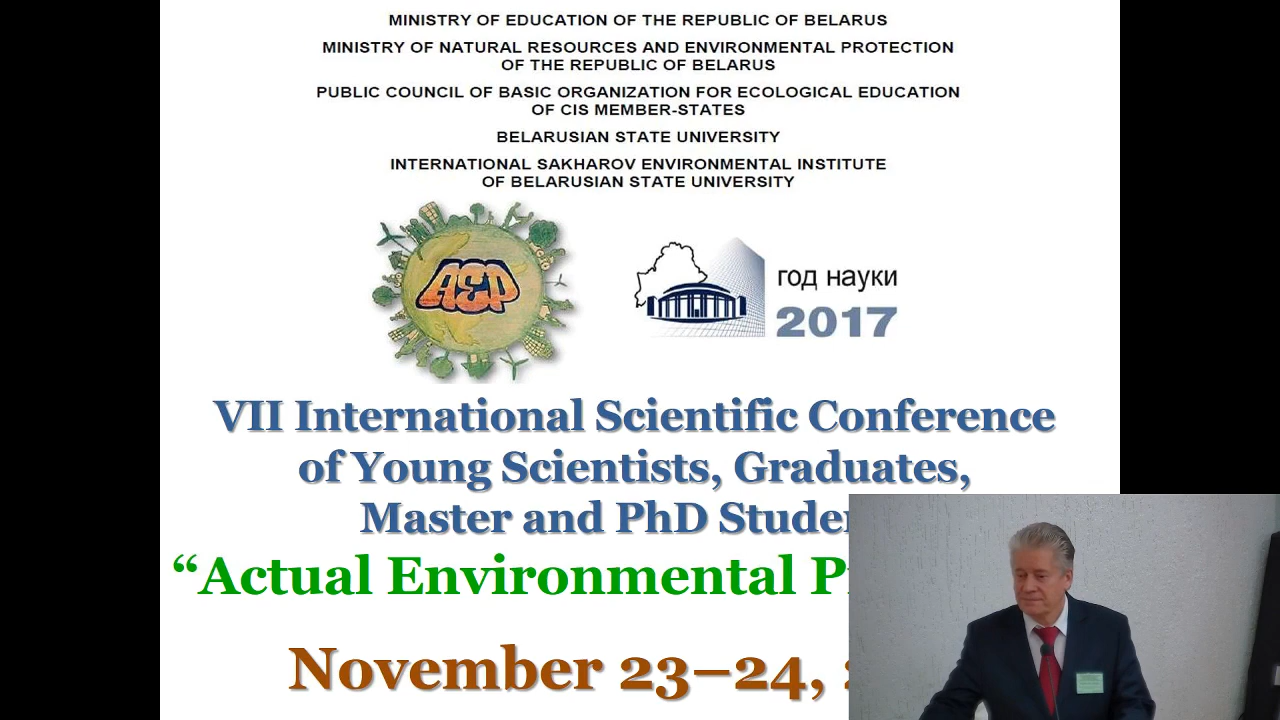 MINISTRY OF EDUCATION OF THE REPUBLIC OF BELARUS
MINISTRY OF NATURAL RESOURCES AND ENVIRONMENTAL PROTECTION
OF THE REPUBLIC OF BELARUS
PUBLIC COUNCIL OF BASIC ORGANIZATION FOR ECOLOGICAL EDUCATION
OF CIS MEMBER-STATES
BELARUSIAN STATE UNIVERSITY
INTERNATIONAL SAKHAROV ENVIRONMENTAL INSTITUTE
OF BELARUSIAN STATE UNIVERSITY
AEP
год науки
2017
VII International Scientific Conference
of Young Scientists, Graduates,
Master and PhD
“Actual Environmental
November 23–24,